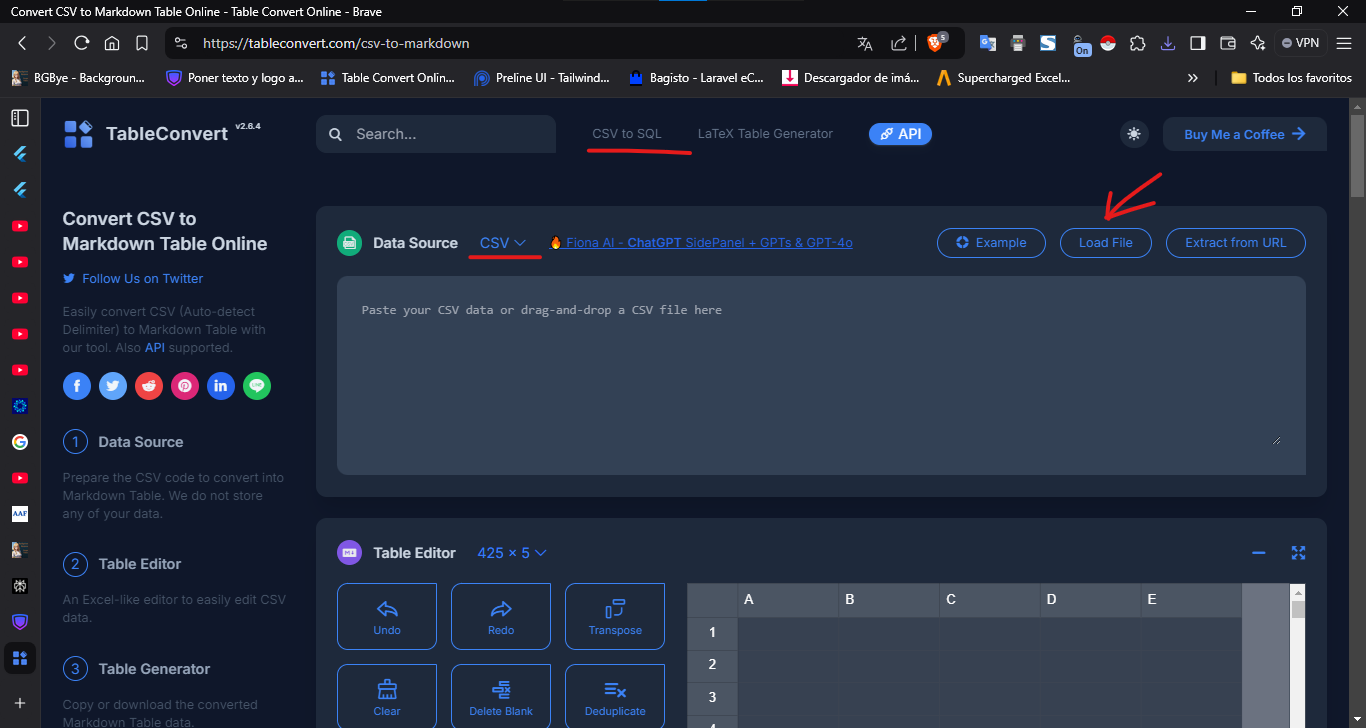 Convert CSV to Markdown Table Online - Table Convert Online - Brave
https://tableconvert.com/csv-to-markdown
5
On
VPN
BGBye - Backgroun...
Poner texto y logo a...
Table Convert Onlin...
Preline UI - Tailwind...
Bagisto - Laravel eC...
Descargador de imá...
Supercharged Excel...
»
Todos los favoritos
TableConvert v2.6.4
Search...
CSV to SQL
LaTeX Table Generator
API
Buy Me a Coffee
Convert CSV to
Markdown Table Online
Follow Us on Twitter
Easily convert CSV (Auto-detect
Delimiter) to Markdown Table with
our tool. Also API supported.
1 Data Source
Prepare the CSV code to convert into
Markdown Table. We do not store
any of your data.
2 Table Editor
An Excel-like editor to easily edit CSV
data.
3 Table Generator
Copy or download the converted
Markdown Table data.
AAF
Data Source
CSV
Fiona AI - ChatGPT SidePanel + GPTs & GPT-4o
Example
Load File
Extract from URL
Paste your CSV data or drag-and-drop a CSV file here
Table Editor
425 × 5
Undo
Redo
Transpose
Clear
Delete Blank
Deduplicate
A B C D E
1
2
3
4